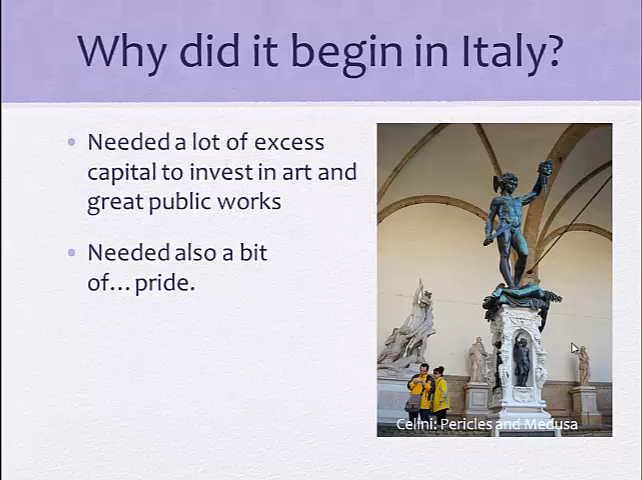 Why did it begin in Italy?
Needed a lot of excess
capital to invest in art and
great public works
Needed also a bit
of...pride.
Celini: Pericles and Medusa